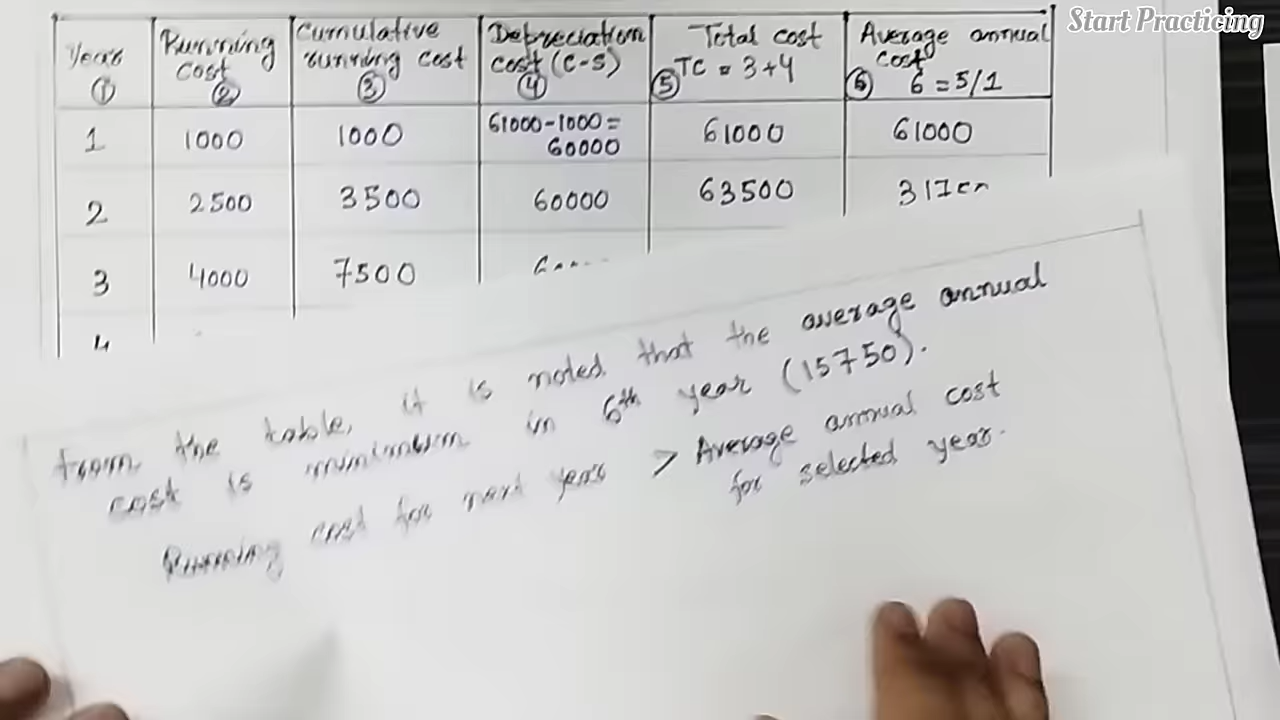 Start Practicing
Years Running Cumulative Depreciation Total cost Average annual
cost running cost cost (C-S) TC = 3+4 cost
① ② ③ ④ ⑤ ⑥ 6 = 5/1
1 1000 1000 61000-1000= 60000 61000 61000
2 2500 3500 60000 63500
3 4000 7500
4
From the table, it is noted that the average annual
cost is minimum in 6th year (15750).
Running cost for next year > Average annual cost
for selected year.